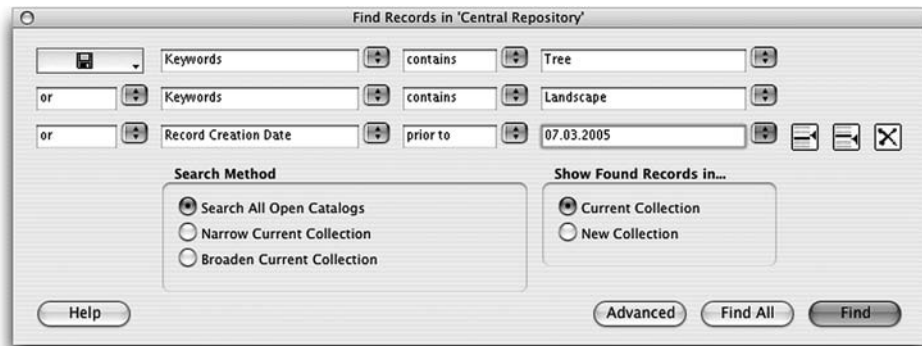 Find Records in 'Central Repository'
Keywords contains Tree
or Keywords contains Landscape
or Record Creation Date prior to 07.03.2005
Search Method Show Found Records in...
Search All Open Catalogs Current Collection
Narrow Current Collection New Collection
Broaden Current Collection
Help Advanced Find All Find